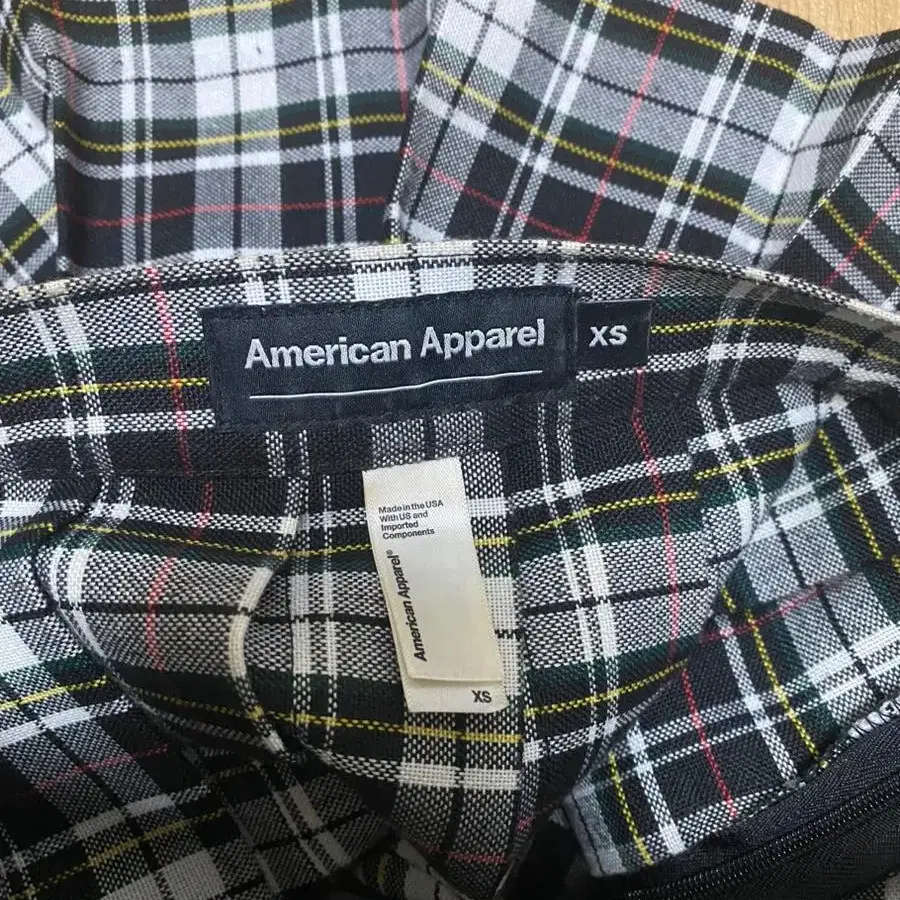 American Apparel
XS
Made in the USA
With US and
Imported
Components
American Apparel®
XS